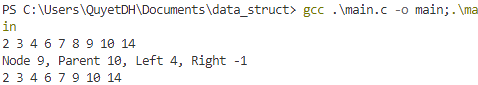 PS C:\Users\QuyetDH\Documents\data_struct> gcc .\main.c -o main;.\ma
in
2 3 4 6 7 8 9 10 14
Node 9, Parent 10, Left 4, Right -1
2 3 4 6 7 9 10 14